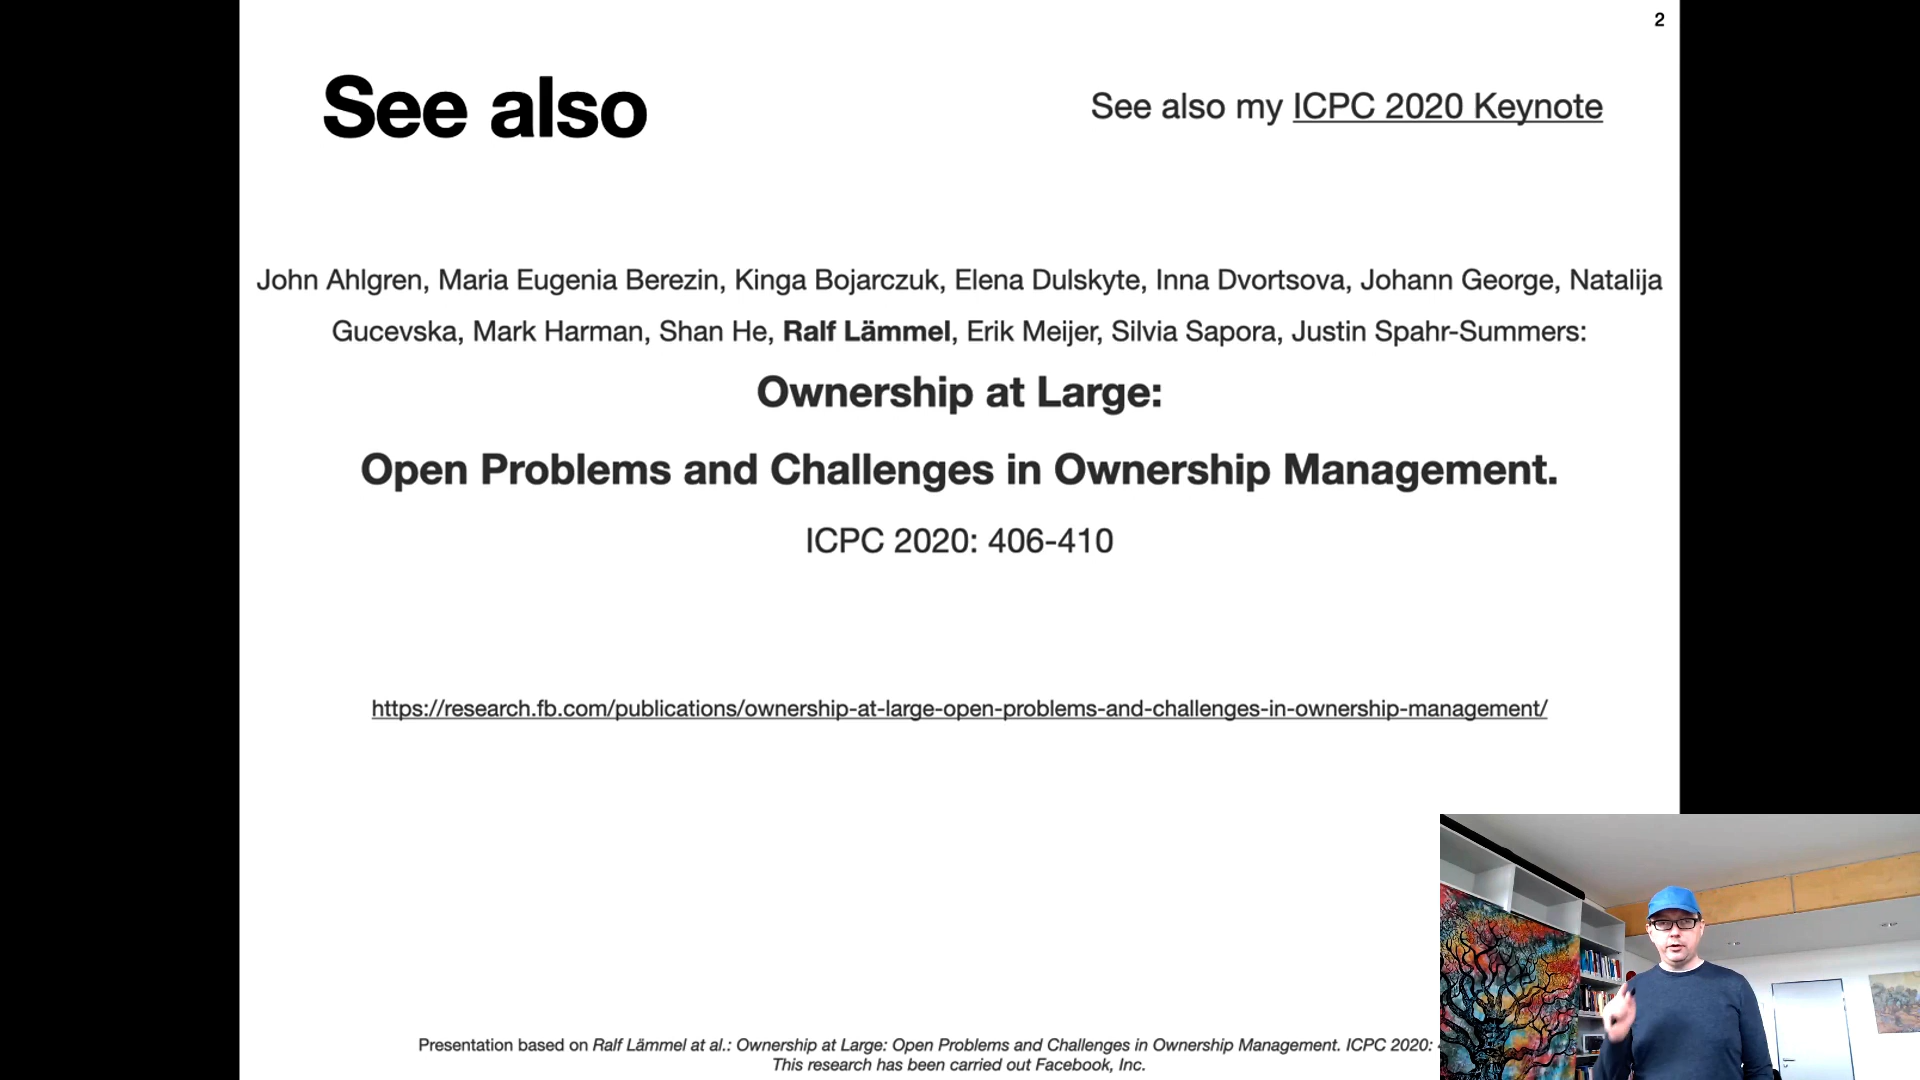 2
See also
See also my ICPC 2020 Keynote
John Ahlgren, Maria Eugenia Berezin, Kinga Bojarczuk, Elena Dulskyte, Inna Dvortsova, Johann George, Natalija
Gucevska, Mark Harman, Shan He, Ralf Lämmel, Erik Meijer, Silvia Sapora, Justin Spahr-Summers:
Ownership at Large:
Open Problems and Challenges in Ownership Management.
ICPC 2020: 406-410
https://research.fb.com/publications/ownership-at-large-open-problems-and-challenges-in-ownership-management/
Presentation based on Ralf Lämmel at al.: Ownership at Large: Open Problems and Challenges in Ownership Management. ICPC 2020:
This research has been carried out Facebook, Inc.